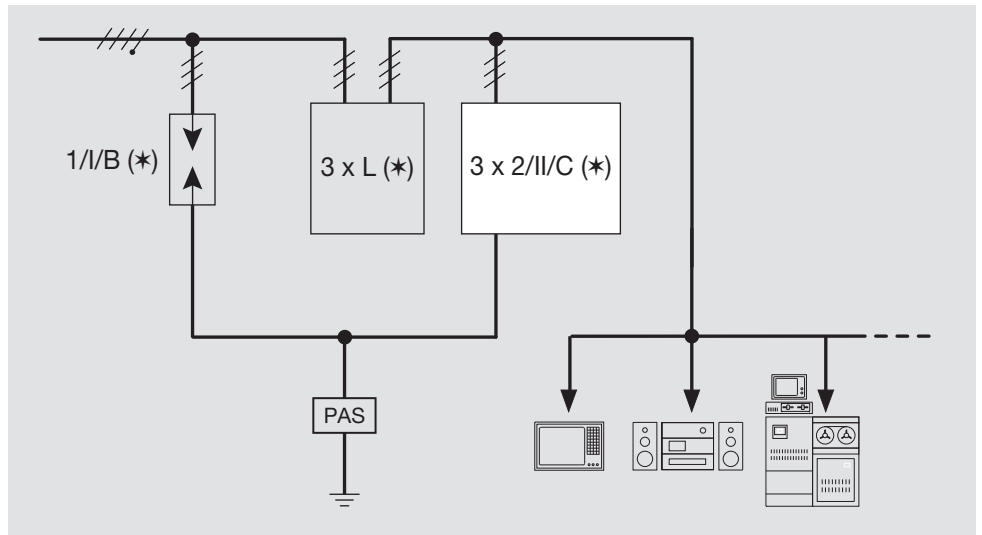 1/I/B (✶)
3 x L (✶)
3 x 2/II/C (✶)
PAS